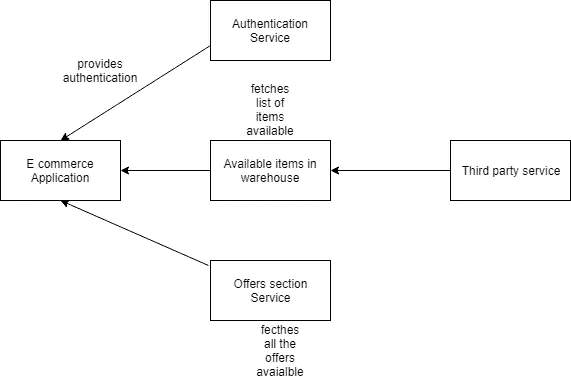 Authentication
Service
provides
authentication
fetches
list of
items
available
E commerce
Application
Available items in
warehouse
Third party service
Offers section
Service
fecthes
all the
offers
avaialble